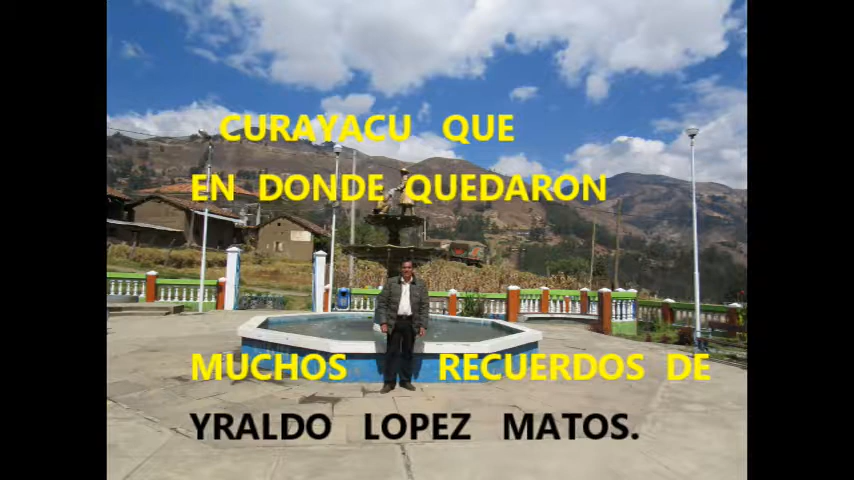 CURAYACU QUE
EN DONDE QUEDARON
MUCHOS RECUERDOS DE
YRALDO LOPEZ MATOS.